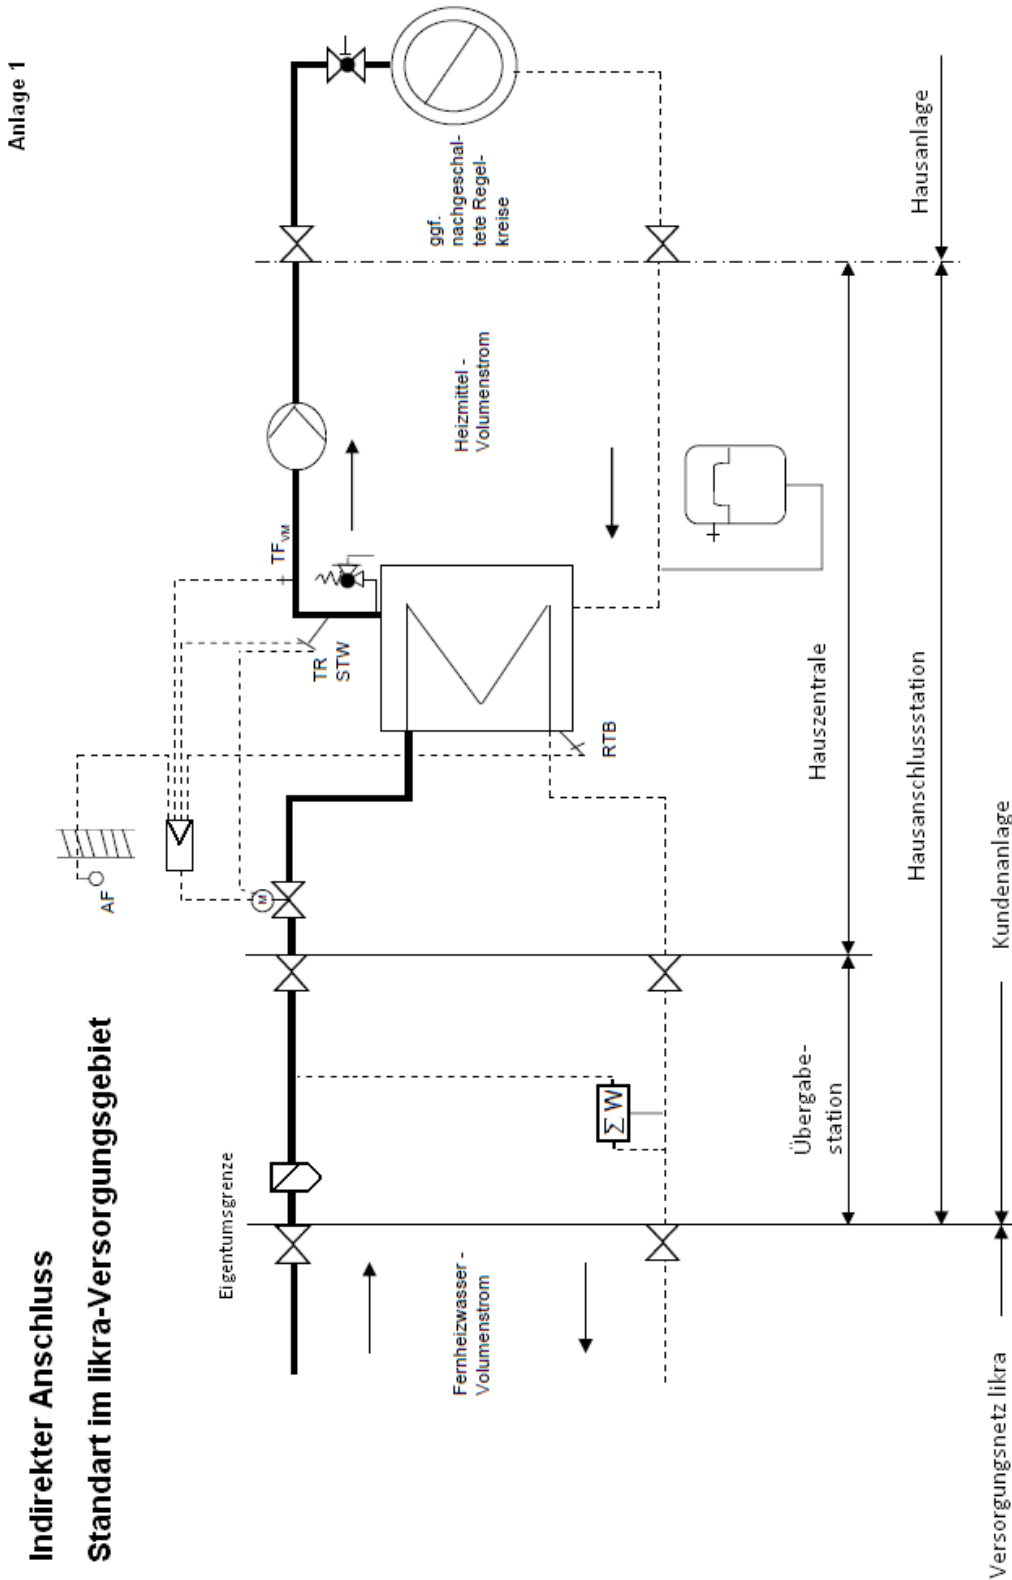 Anlage 1
Indirekter Anschluss
Standart im likra-Versorgungsgebiet
AF
M
TF VM
TR
STW
RTB
Eigentumsgrenze
Σ W
Fernheizwasser -
Volumenstrom
Heizmittel -
Volumenstrom
ggf.
nachgeschal-
tete Regel-
kreise
Übergabe-
station
Hauszentrale
Hausanschlussstation
Hausanlage
Versorgungsnetz likra
Kundenanlage